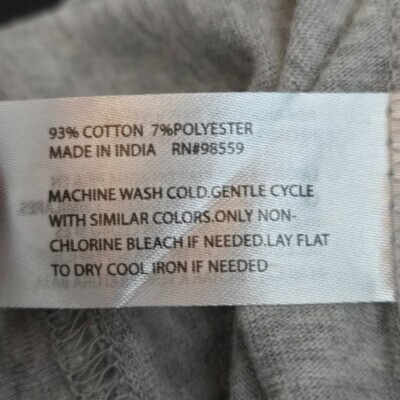 93% COTTON 7%POLYESTER
MADE IN INDIA RN#98559
MACHINE WASH COLD.GENTLE CYCLE
WITH SIMILAR COLORS.ONLY NON-
CHLORINE BLEACH IF NEEDED.LAY FLAT
TO DRY COOL IRON IF NEEDED